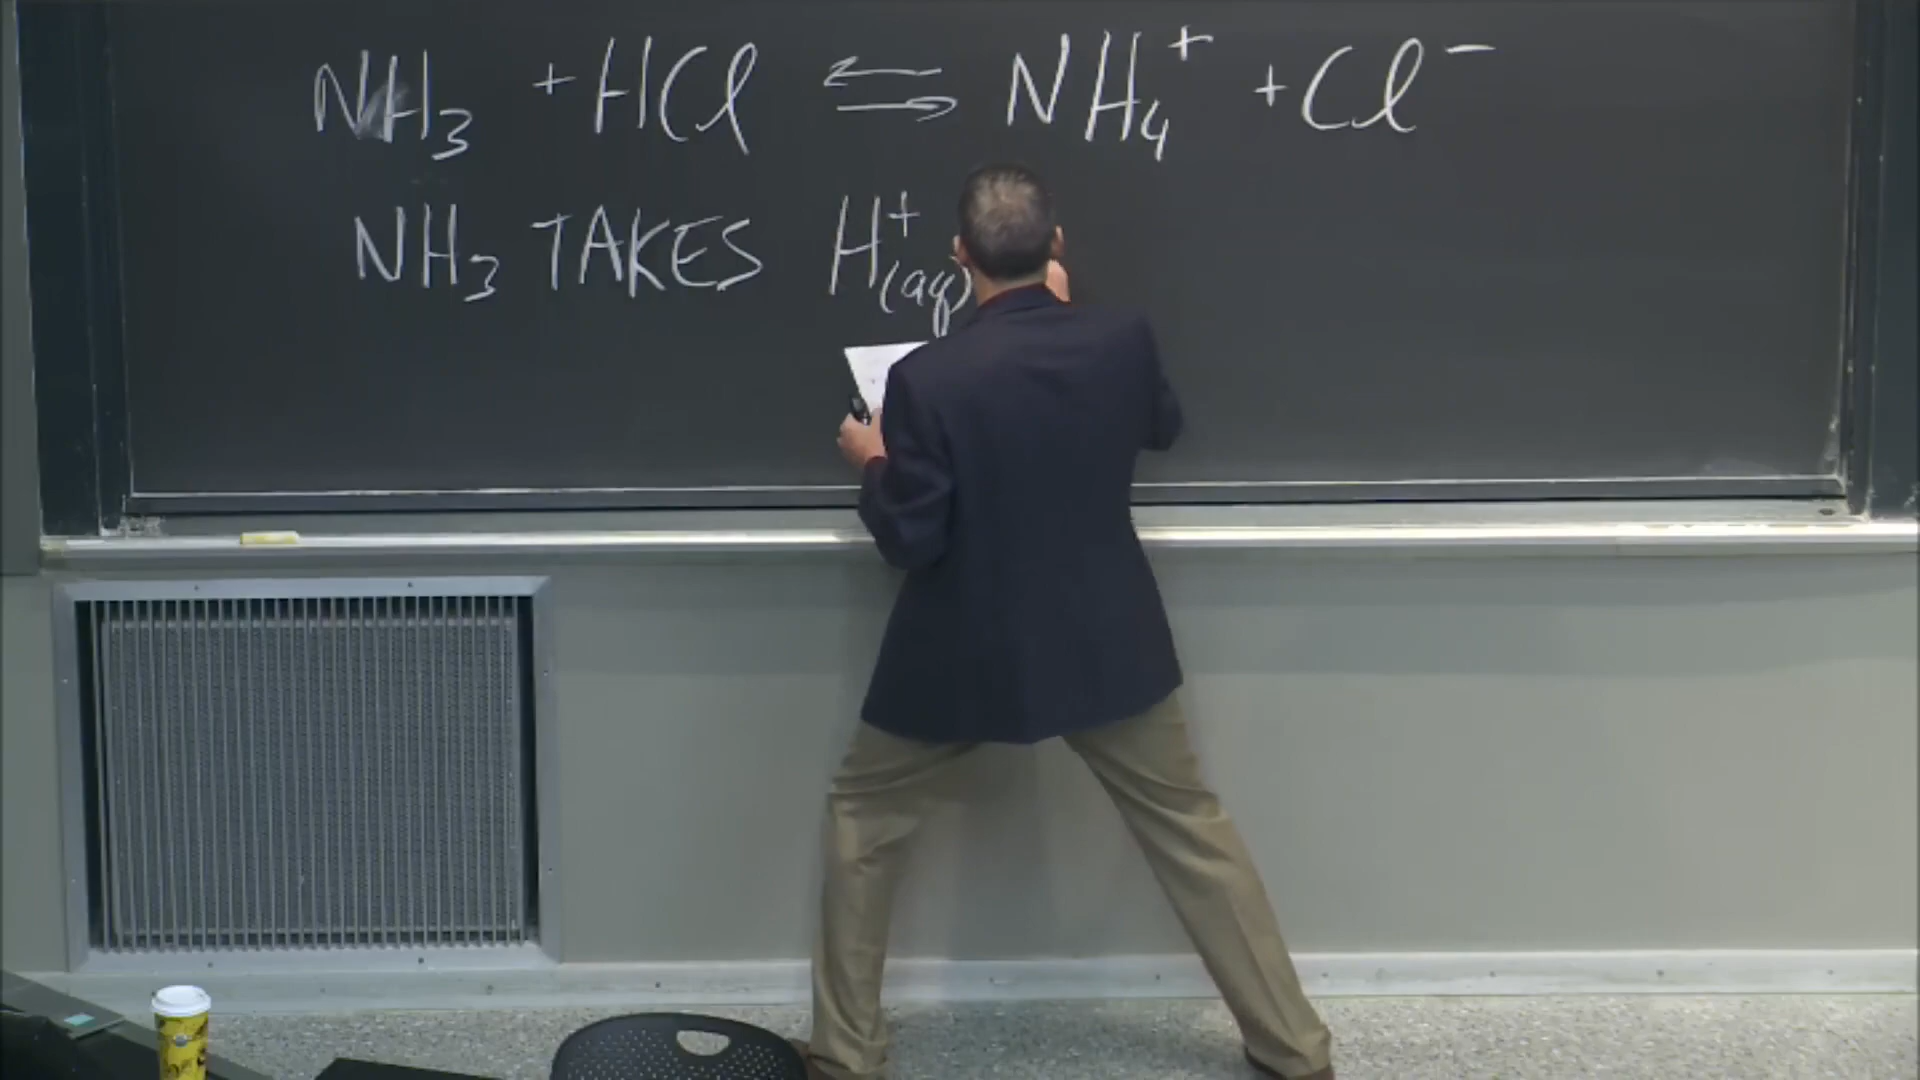 NH₃ + HCl ⇌ NH₄⁺ + Cl⁻
NH₃ TAKES H⁺(aq)